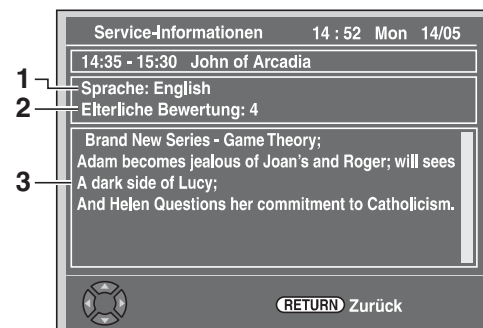 Service-Informationen 14 : 52 Mon 14/05
14:35 - 15:30 John of Arcadia
1 Sprache: English
2 Elterliche Bewertung: 4
Brand New Series - Game Theory;
Adam becomes jealous of Joan's and Roger; will sees
3 A dark side of Lucy;
And Helen Questions her commitment to Catholicism.
RETURN Zurück